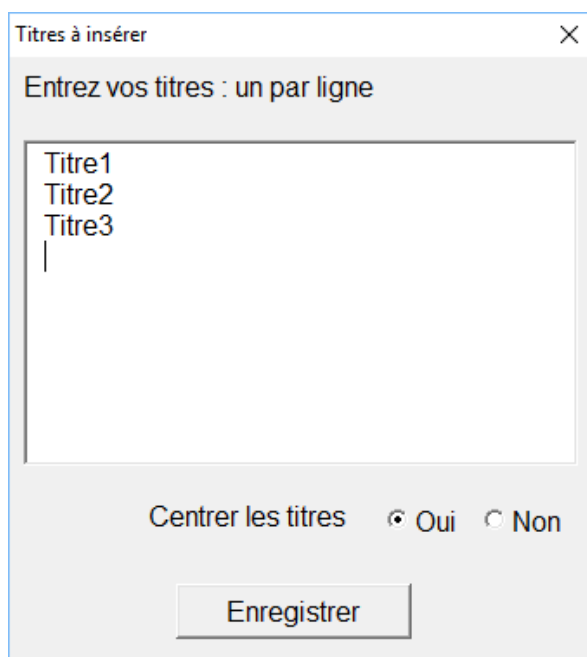 Titres à insérer
Entrez vos titres : un par ligne
Titre1
Titre2
Titre3
Centrer les titres Oui Non
Enregistrer